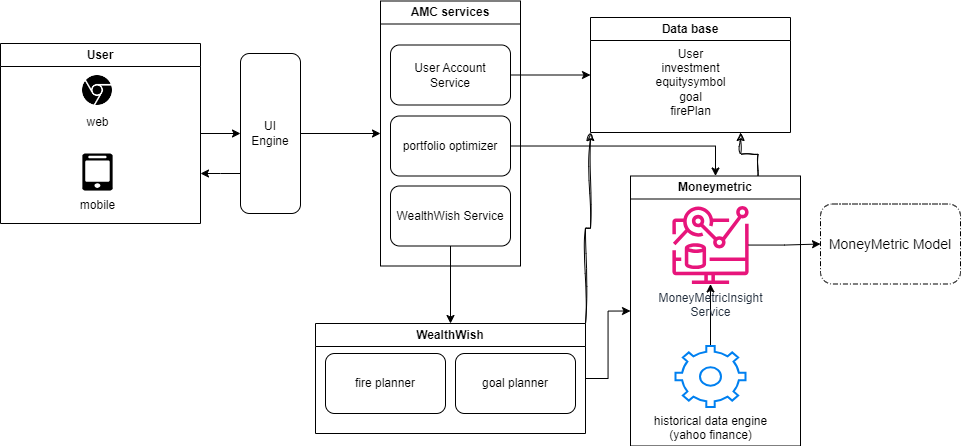 User
web
mobile
UI
Engine
AMC services
User Account
Service
portfolio optimizer
WealthWish Service
Data base
User
investment
equitysymbol
goal
firePlan
WealthWish
fire planner
goal planner
Moneymetric
MoneyMetricInsight
Service
historical data engine
(yahoo finance)
MoneyMetric Model